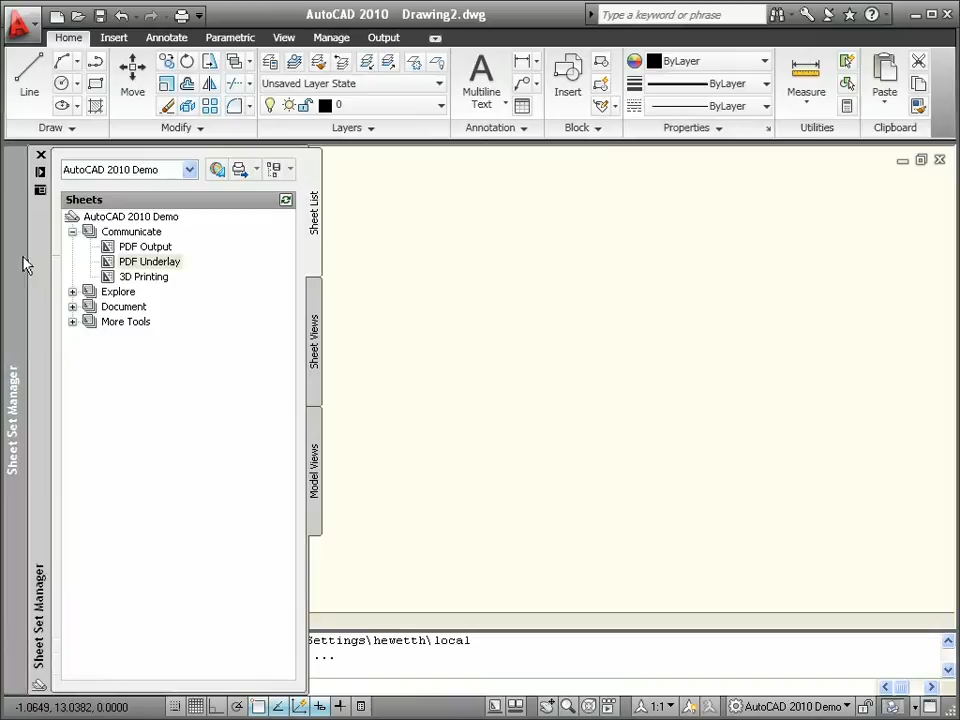 AutoCAD 2010 Drawing2.dwg
Type a keyword or phrase
Home Insert Annotate Parametric View Manage Output
Line
Move
Unsaved Layer State
0
Multiline
Text
Insert
ByLayer
ByLayer
ByLayer
Measure
Paste
Draw
Modify
Layers
Annotation
Block
Properties
Utilities
Clipboard
AutoCAD 2010 Demo
Sheets
AutoCAD 2010 Demo
Communicate
PDF Output
PDF Underlay
3D Printing
Explore
Document
More Tools
Sheet List
Sheet Views
Model Views
Sheet Set Manager
Sheet Set Manager
Settings\hewetth\local
...
-1.0649, 13.0382, 0.0000
1:1
AutoCAD 2010 Demo